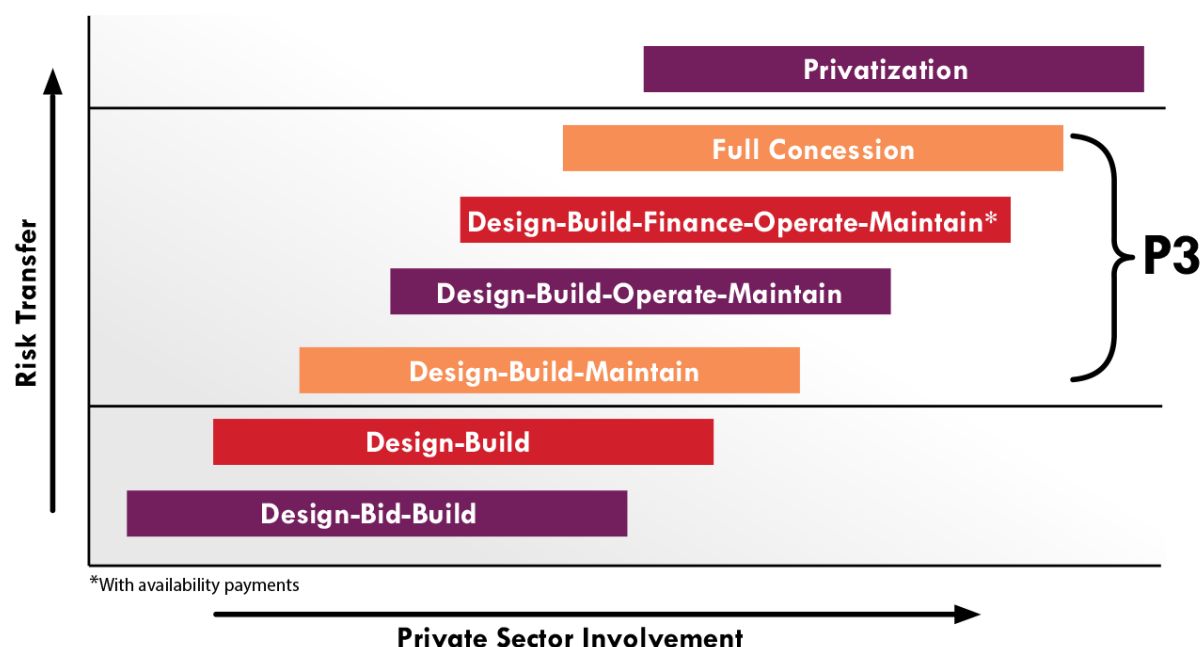 Privatization
Full Concession
Design-Build-Finance-Operate-Maintain*
P3
Design-Build-Operate-Maintain
Design-Build-Maintain
Design-Build
Design-Bid-Build
Risk Transfer
*With availability payments
Private Sector Involvement